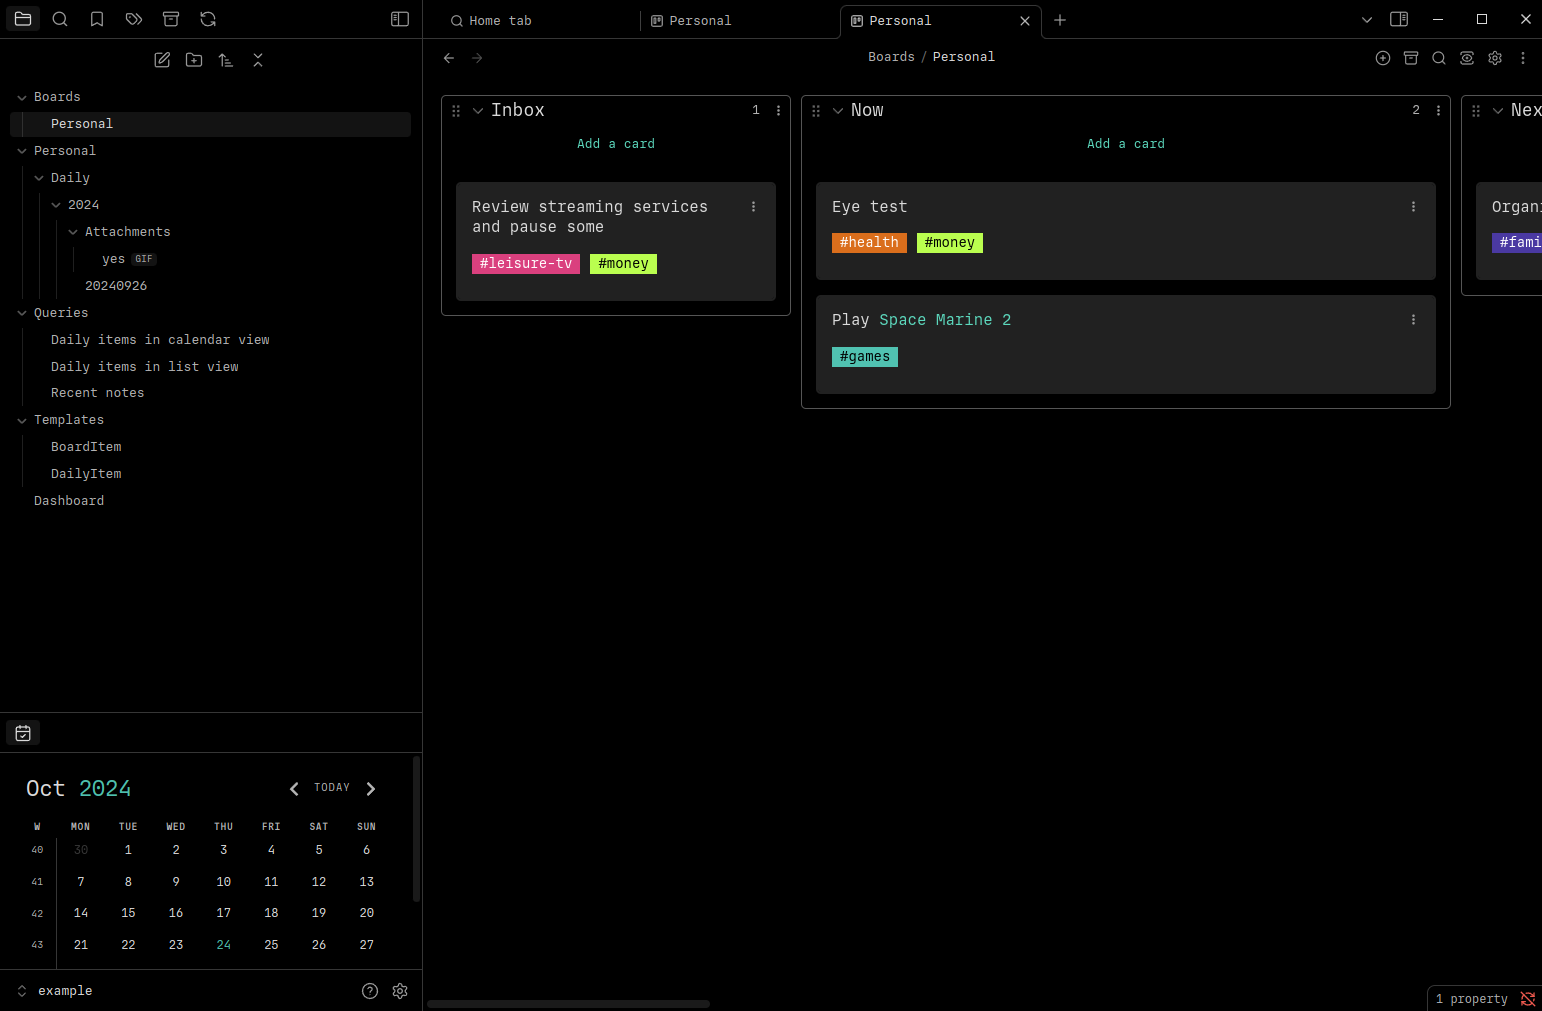 Home tab
Personal
Personal
Boards / Personal
Boards
Personal
Personal
Daily
2024
Attachments
yes GIF
20240926
Queries
Daily items in calendar view
Daily items in list view
Recent notes
Templates
BoardItem
DailyItem
Dashboard
Inbox 1
Add a card
Review streaming services
and pause some
#leisure-tv #money
Now 2
Add a card
Eye test
#health #money
Play Space Marine 2
#games
Nex
Organ
#fami
Oct 2024 TODAY
W MON TUE WED THU FRI SAT SUN
40 30 1 2 3 4 5 6
41 7 8 9 10 11 12 13
42 14 15 16 17 18 19 20
43 21 22 23 24 25 26 27
example
1 property